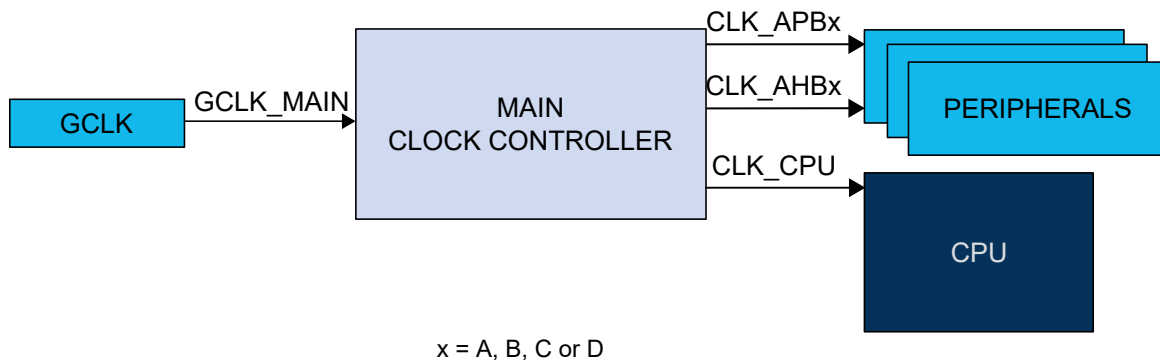 CLK_APBx
GCLK_MAIN
CLK_AHBx
GCLK
MAIN
CLOCK CONTROLLER
PERIPHERALS
CLK_CPU
CPU
x = A, B, C or D